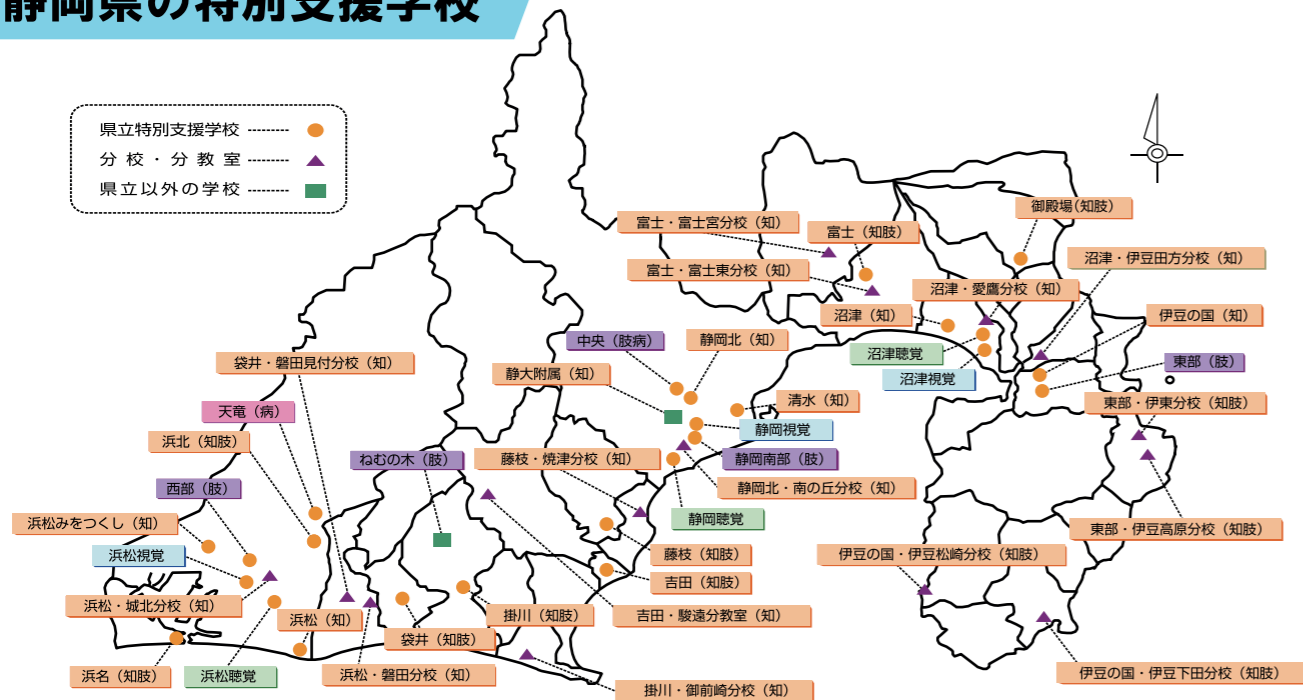 静岡県の特別支援学校
県立特別支援学校
分校・分教室
県立以外の学校
富士・富士宮分校（知）
富士（知肢）
御殿場（知肢）
富士・富士東分校（知）
沼津・伊豆田方分校（知）
沼津・愛鷹分校（知）
沼津（知）
伊豆の国（知）
中央（肢病）
静岡北（知）
沼津聴覚
袋井・磐田見付分校（知）
静大附属（知）
沼津視覚
東部（肢）
天竜（病）
清水（知）
東部・伊東分校（知肢）
浜北（知肢）
静岡視覚
ねむの木（肢）
藤枝・焼津分校（知）
静岡南部（肢）
西部（肢）
静岡北・南の丘分校（知）
浜松みをつくし（知）
静岡聴覚
東部・伊豆高原分校（知肢）
浜松視覚
藤枝（知肢）
伊豆の国・伊豆松崎分校（知肢）
吉田（知肢）
浜松・城北分校（知）
浜松（知）
掛川（知肢）
吉田・駿遠分教室（知）
袋井（知肢）
浜名（知肢）
浜松聴覚
浜松・磐田分校（知）
伊豆の国・伊豆下田分校（知肢）
掛川・御前崎分校（知）